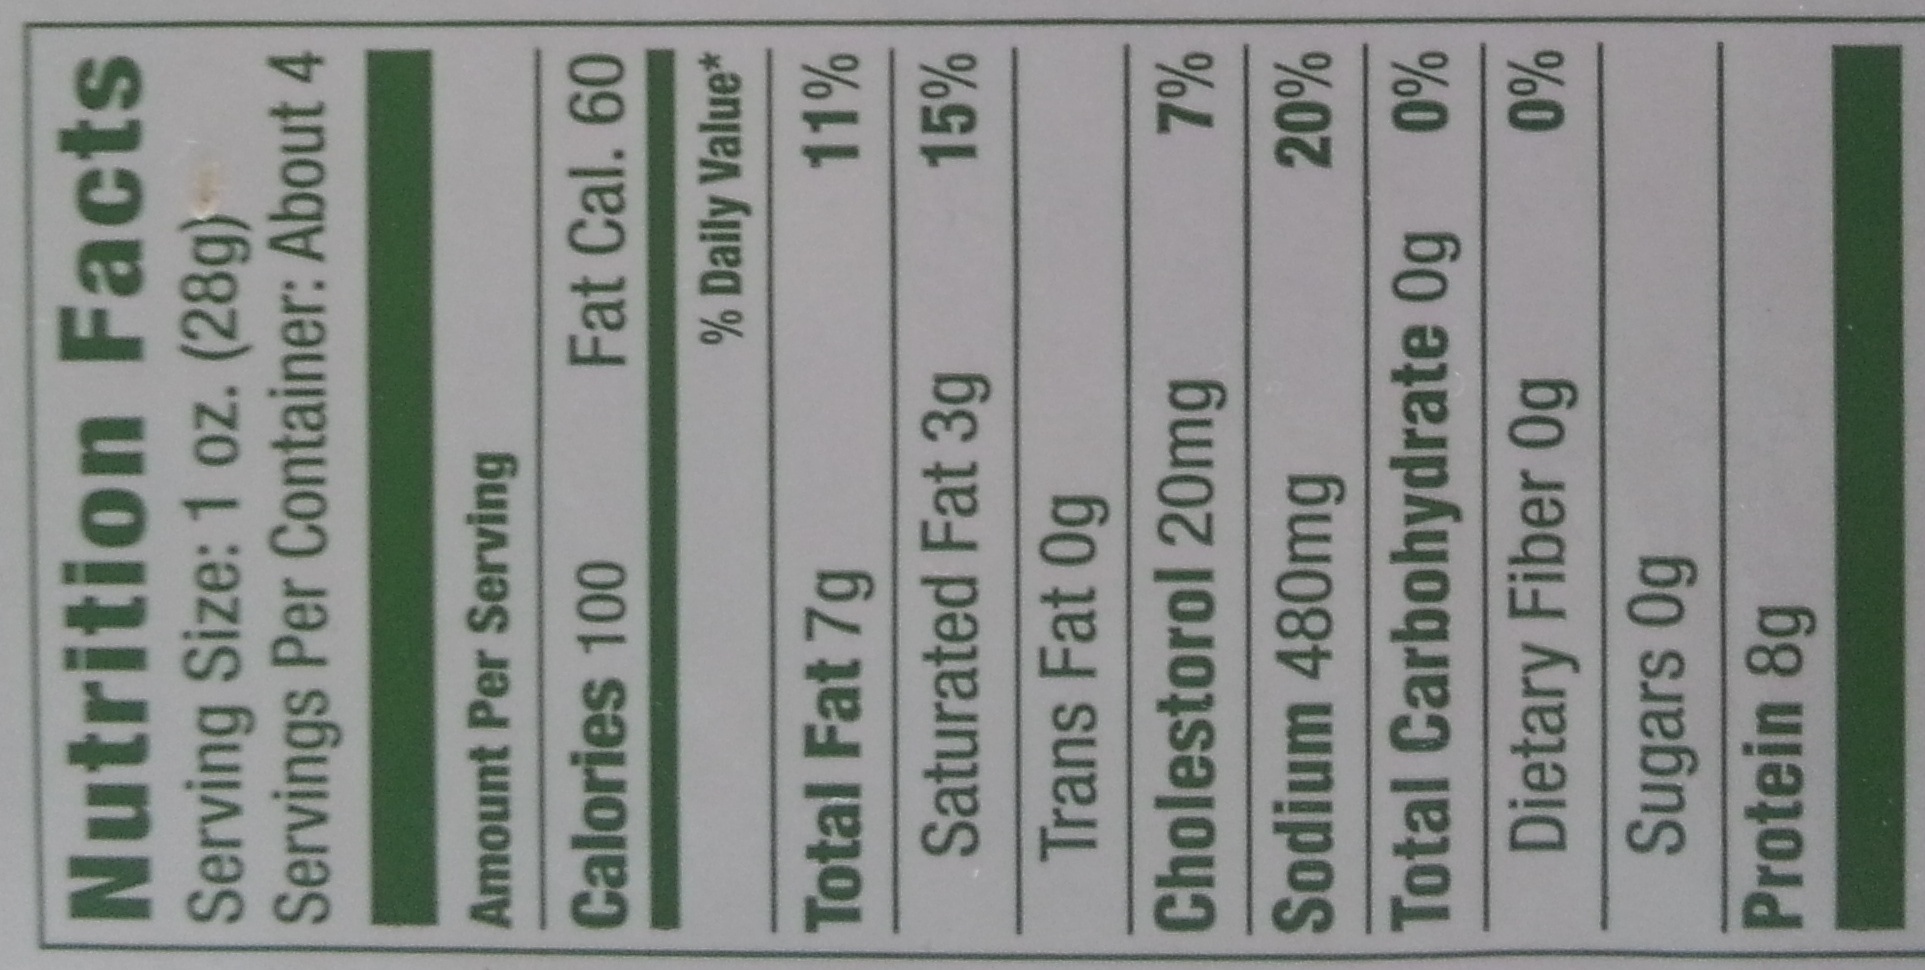 Nutrition Facts
Serving Size: 1 oz. (28g)
Servings Per Container: About 4
Amount Per Serving
Calories 100 Fat Cal. 60
% Daily Value*
Total Fat 7g 11%
Saturated Fat 3g 15%
Trans Fat 0g
Cholestorol 20mg 7%
Sodium 480mg 20%
Total Carbohydrate 0g 0%
Dietary Fiber 0g 0%
Sugars 0g
Protein 8g